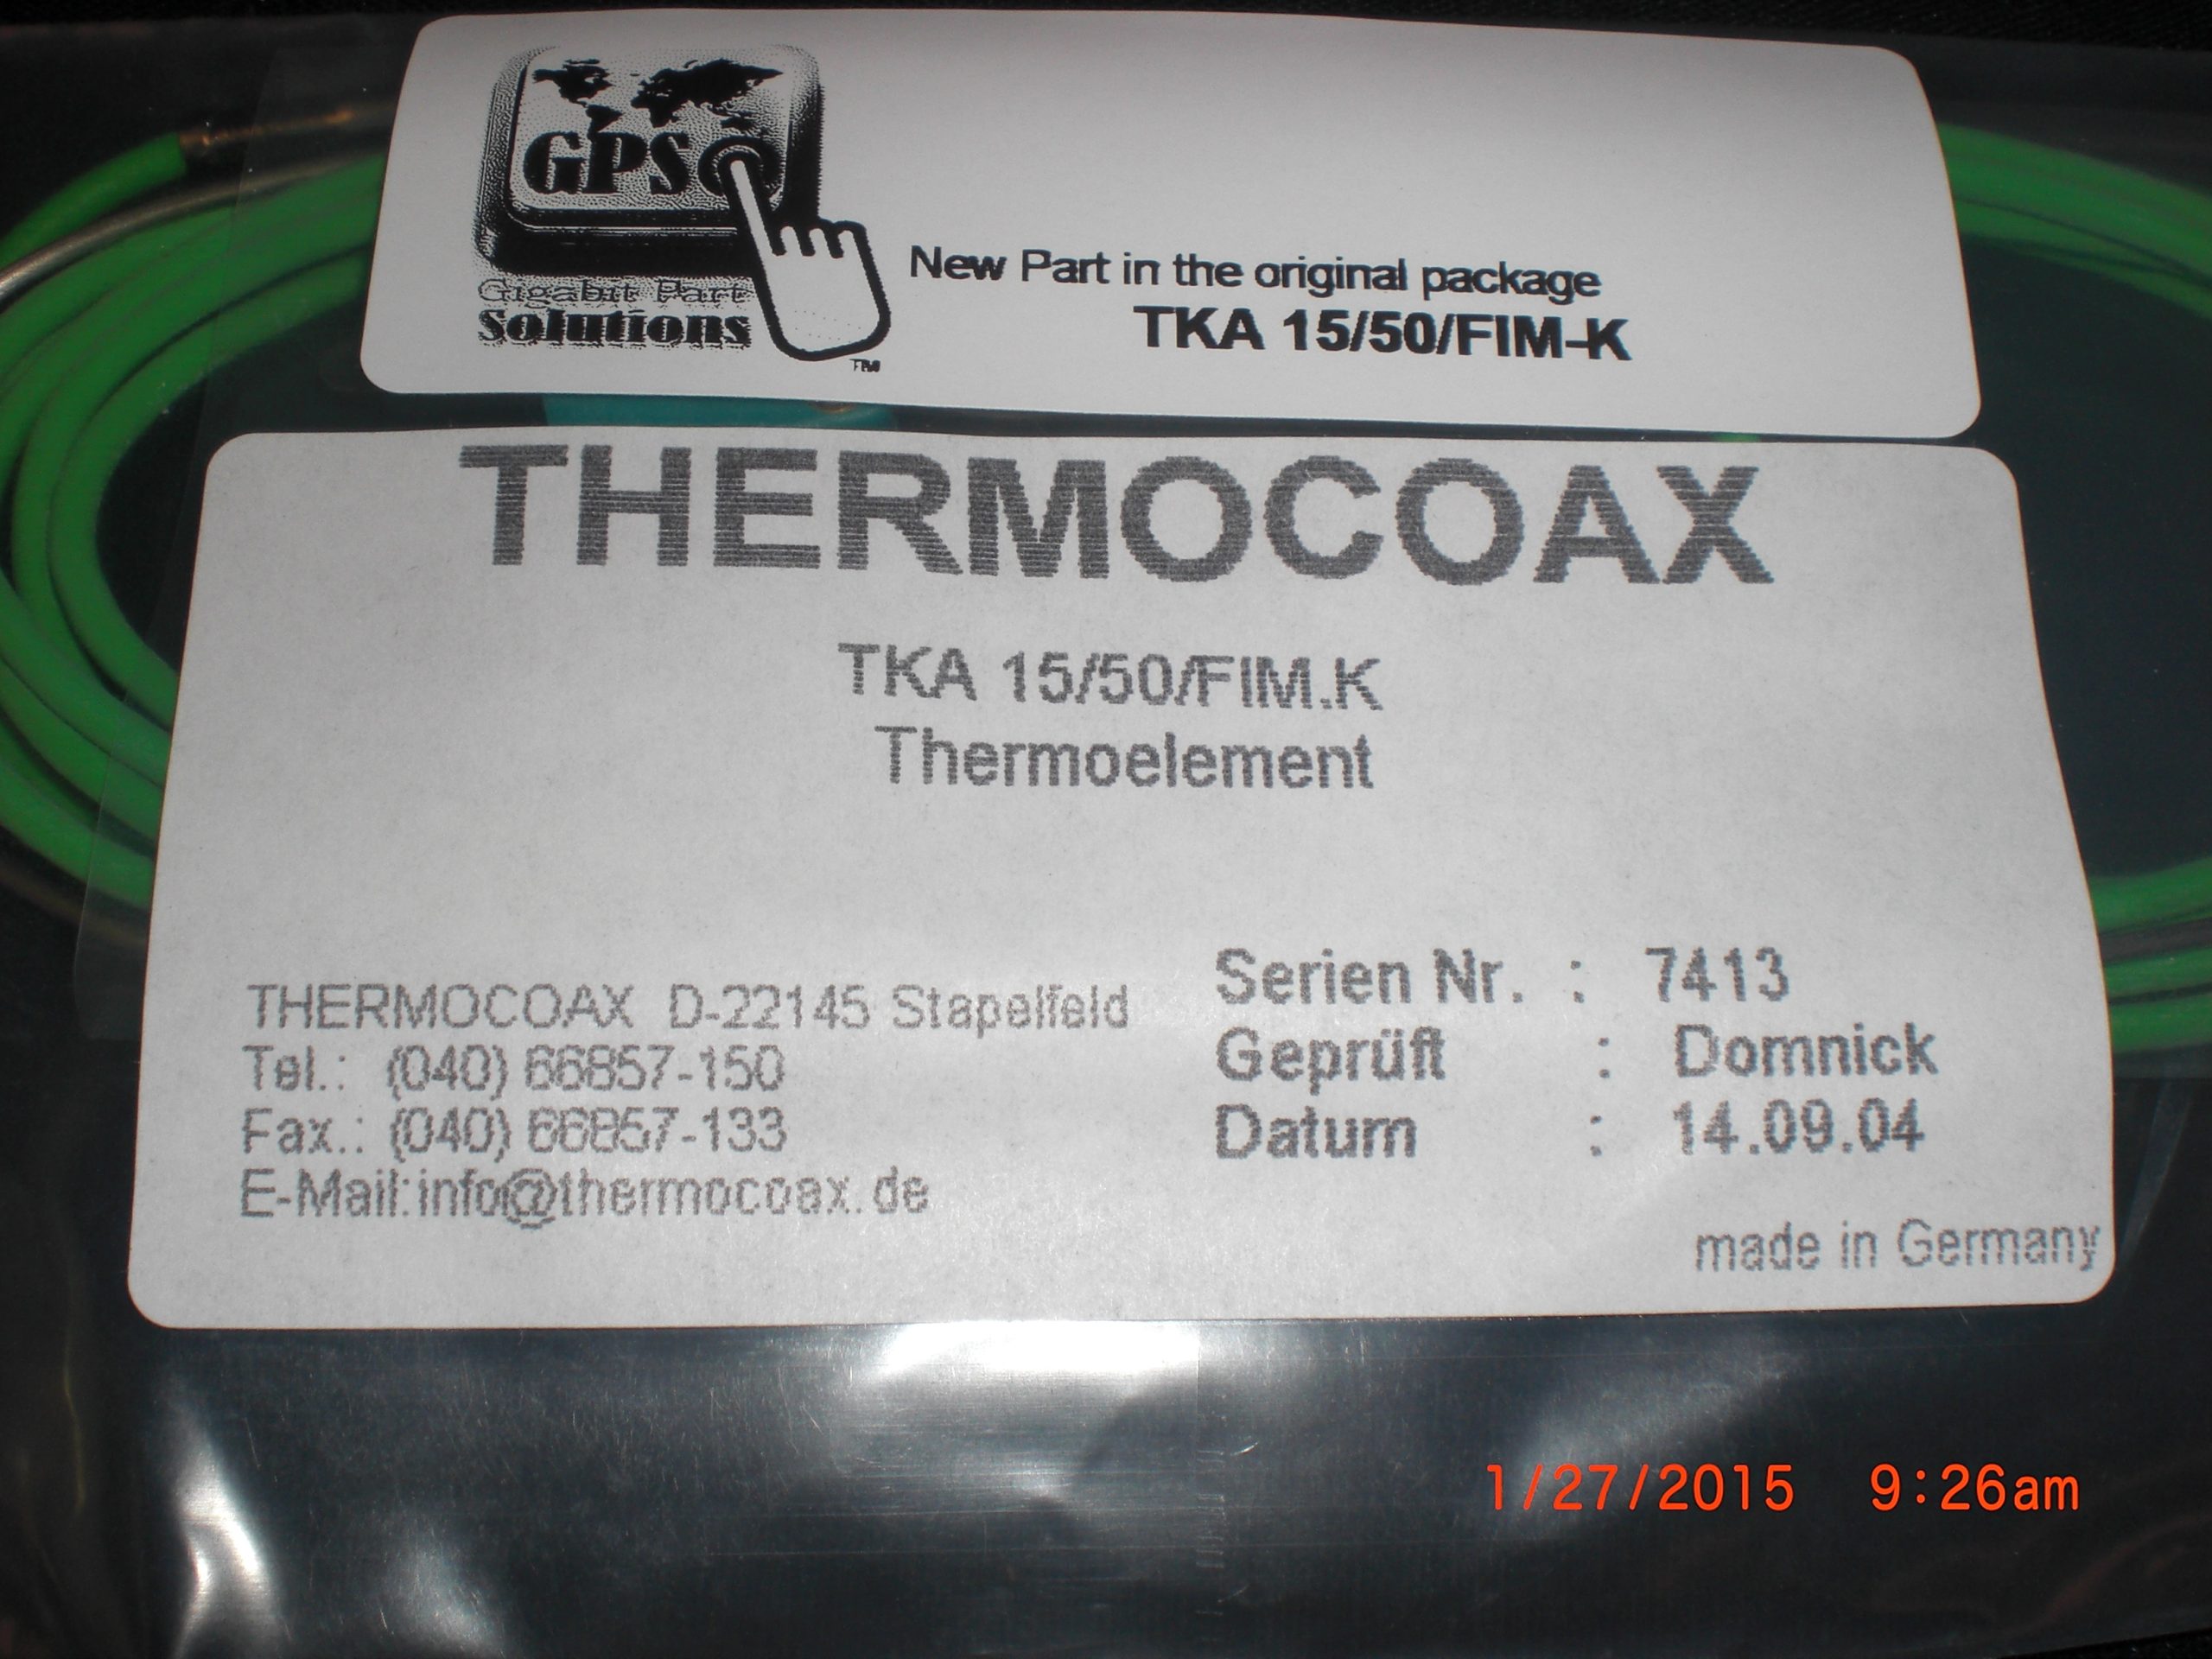 GPS
Gigabit Part
Solutions
TM
New Part in the original package
TKA 15/50/FIM-K
THERMOCOAX
TKA 15/50/FIM.K
Thermoelement
THERMOCOAX D-22145 Stapelfeld
Tel.: (040) 66857-150
Fax.: (040) 66857-133
E-Mail:info@thermocoax.de
Serien Nr. : 7413
Geprüft : Domnick
Datum : 14.09.04
made in Germany
1/27/2015 9:26am